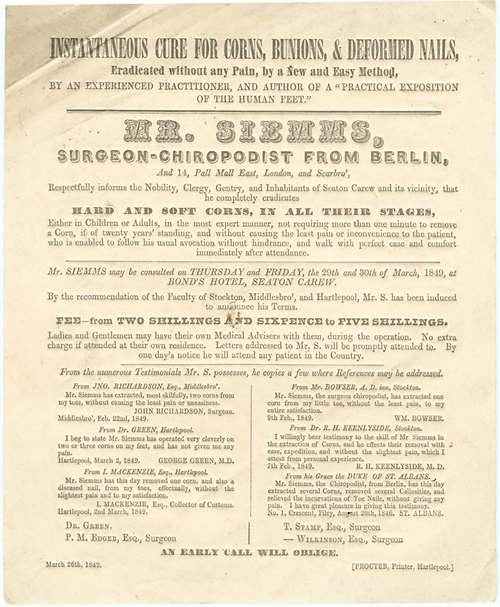 INSTANTANEOUS CURE FOR CORNS, BUNIONS, & DEFORMED NAILS,
Eradicated without any Pain, by a New and Easy Method,
BY AN EXPERIENCED PRACTITIONER, AND AUTHOR OF A "PRACTICAL EXPOSITION
OF THE HUMAN FEET."
MR. SIEMMS,
SURGEON-CHIROPODIST FROM BERLIN,
And 14, Pall Mall East, London, and Scarbro',
Respectfully informs the Nobility, Clergy, Gentry, and Inhabitants of Seaton Carew and its vicinity, that
he completely eradicates
HARD AND SOFT CORNS, IN ALL THEIR STAGES,
Either in Children or Adults, in the most expert manner, not requiring more than one minute to remove
a Corn, if of twenty years' standing, and without causing the least pain or inconvenience to the patient,
who is enabled to follow his usual avocation without hindrance, and walk with perfect ease and comfort
immediately after attendance.
Mr. SIEMMS may be consulted on THURSDAY and FRIDAY, the 29th and 30th of March, 1849, at
BOND'S HOTEL, SEATON CAREW.
By the recommendation of the Faculty of Stockton, Middlesbro', and Hartlepool, Mr. S. has been induced
to announce his Terms.
FEE—from TWO SHILLINGS AND SIXPENCE to FIVE SHILLINGS.
Ladies and Gentlemen may have their own Medical Advisers with them, during the operation. No extra
charge if attended at their own residence. Letters addressed to Mr. S. will be promptly attended to. By
one day's notice he will attend any patient in the Country.
From the numerous Testimonials Mr. S. possesses, he copies a few where References may be addressed.
From JNO. RICHARDSON, Esq., Middlesbro'.
Mr. Siemms has extracted, most skilfully, two corns from
my toes, without causing the least pain or uneasiness.
JOHN RICHARDSON, Surgeon.
Middlesbro', Feb. 22nd, 1849.
From Dr. GREEN, Hartlepool.
I beg to state Mr. Siemms has operated very cleverly on
two or three corns on my feet, and has not given me any
pain.
Hartlepool, March 2, 1849. GEORGE GREEN, M.D.
From I. MACKENZIE, Esq., Hartlepool.
Mr. Siemms has this day removed one corn, and also a
diseased nail, from my toes, effectually, without the
slightest pain and to my satisfaction.
I. MACKENZIE, Esq., Collector of Customs.
Hartlepool, 2nd March, 1849.
DR. GREEN.
P. M. EDGER, Esq., Surgeon
From Mr. BOWSER, A. D. inn, Stockton.
Mr. Siemms, the surgeon chiropodist, has extracted one
corn from my little toe, without the least pain, to my
entire satisfaction.
9th Feb., 1849. WM. BOWSER.
From Dr. R. H. KEENLYSIDE, Stockton.
I willingly bear testimony to the skill of Mr Siemms in
the extraction of Corns, and he effects their removal with
ease, expedition, and without the slightest pain, which I
attest from personal experience.
7th Feb., 1849. R. H. KEENLYSIDE, M. D.
From his Grace the DUKE OF ST. ALBANS.
Mr. Siemms, the Chiropodist, from Berlin, has this day
extracted several Corns, removed several Callosities, and
relieved the incurvations of Toe Nails, without giving any
pain. I have great pleasure in giving this testimony.
No. 1, Crescent, Filey, August 20th, 1846. ST. ALBANS.
T. STAMP, Esq., Surgeon
— WILKINSON, Esq., Surgeon
AN EARLY CALL WILL OBLIGE.
March 26th, 1849. [PROCTER, Printer, Hartlepool.]